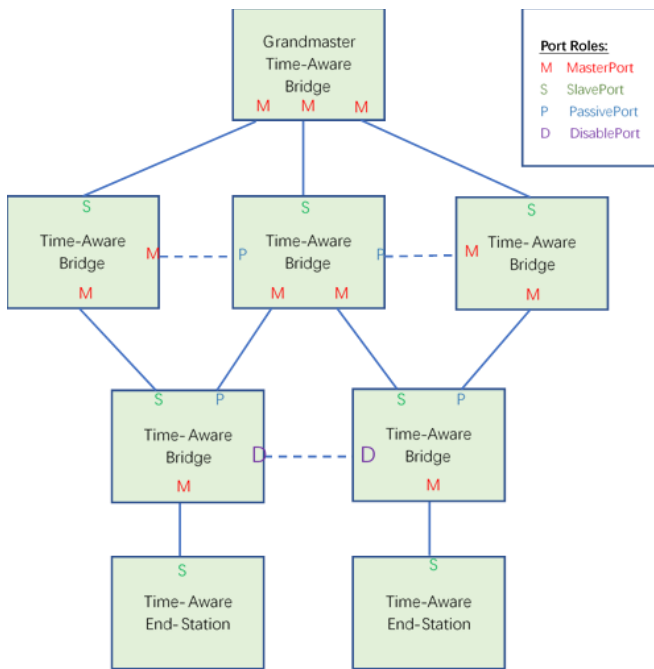 Grandmaster
Time-Aware
Bridge
M M M
Port Roles:
M MasterPort
S SlavePort
P PassivePort
D DisablePort
S
Time-Aware
Bridge
M
M
S
P
Time-Aware
Bridge
P
M M
S
M
Time-Aware
Bridge
M
S P
Time-Aware
Bridge
D
M
S P
D
Time-Aware
Bridge
M
S
Time-Aware
End-Station
S
Time-Aware
End-Station